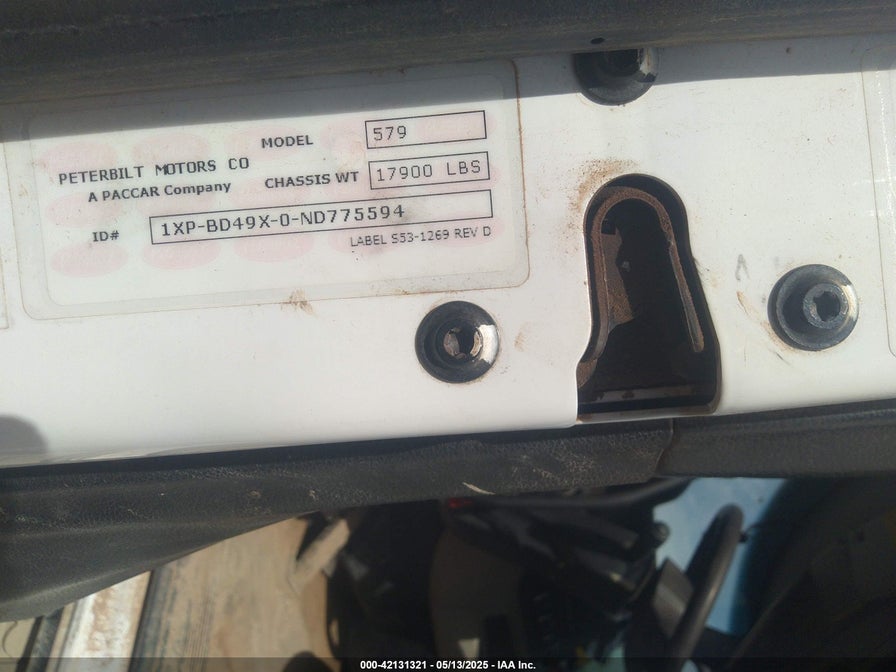 MODEL 579
PETERBILT MOTORS CO
A PACCAR Company
CHASSIS WT 17900 LBS
ID# 1XP-BD49X-0-ND775594
LABEL S53-1269 REV D
000-42131321 - 05/13/2025 - IAA Inc.